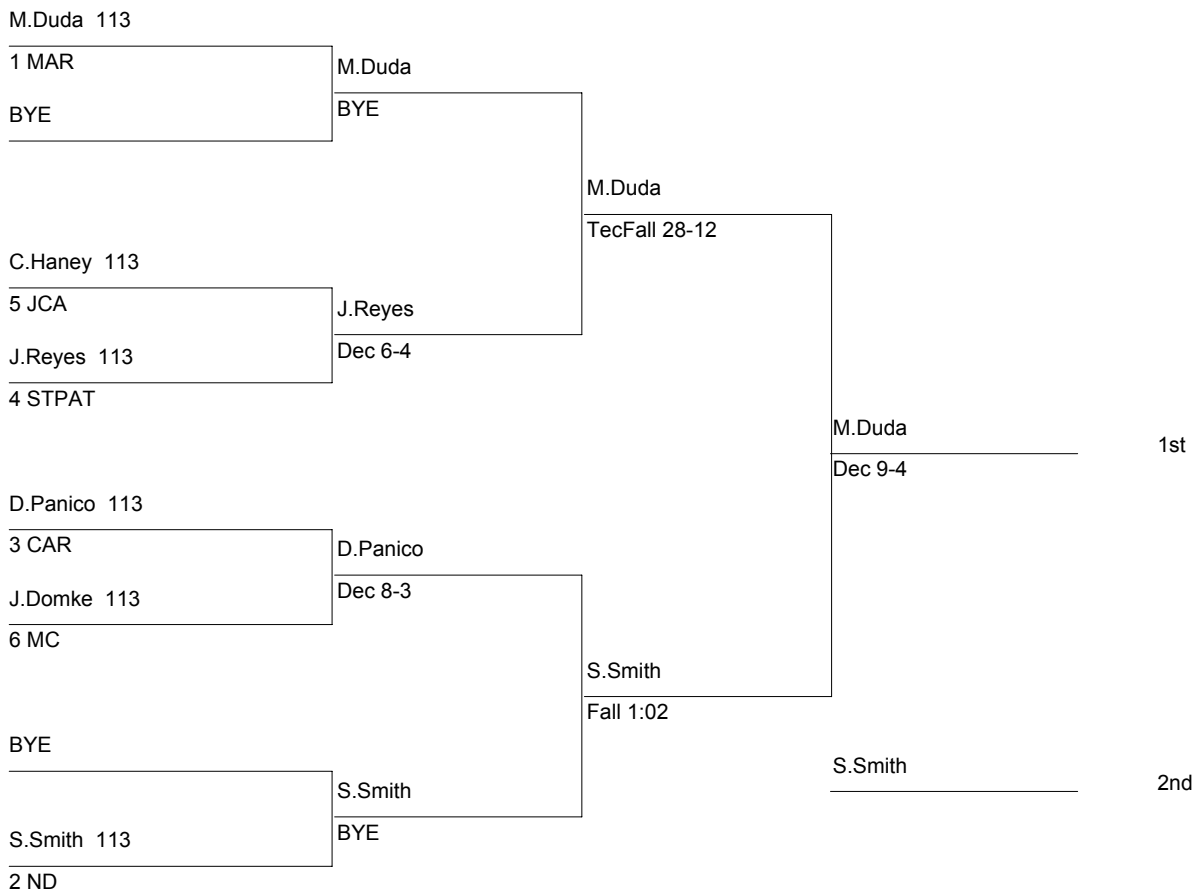 M.Duda 113
1 MAR
BYE
M.Duda
BYE
C.Haney 113
5 JCA
J.Reyes 113
4 STPAT
J.Reyes
Dec 6-4
M.Duda
TecFall 28-12
D.Panico 113
3 CAR
J.Domke 113
6 MC
D.Panico
Dec 8-3
BYE
S.Smith 113
2 ND
S.Smith
BYE
S.Smith
Fall 1:02
M.Duda
Dec 9-4
1st
S.Smith
2nd